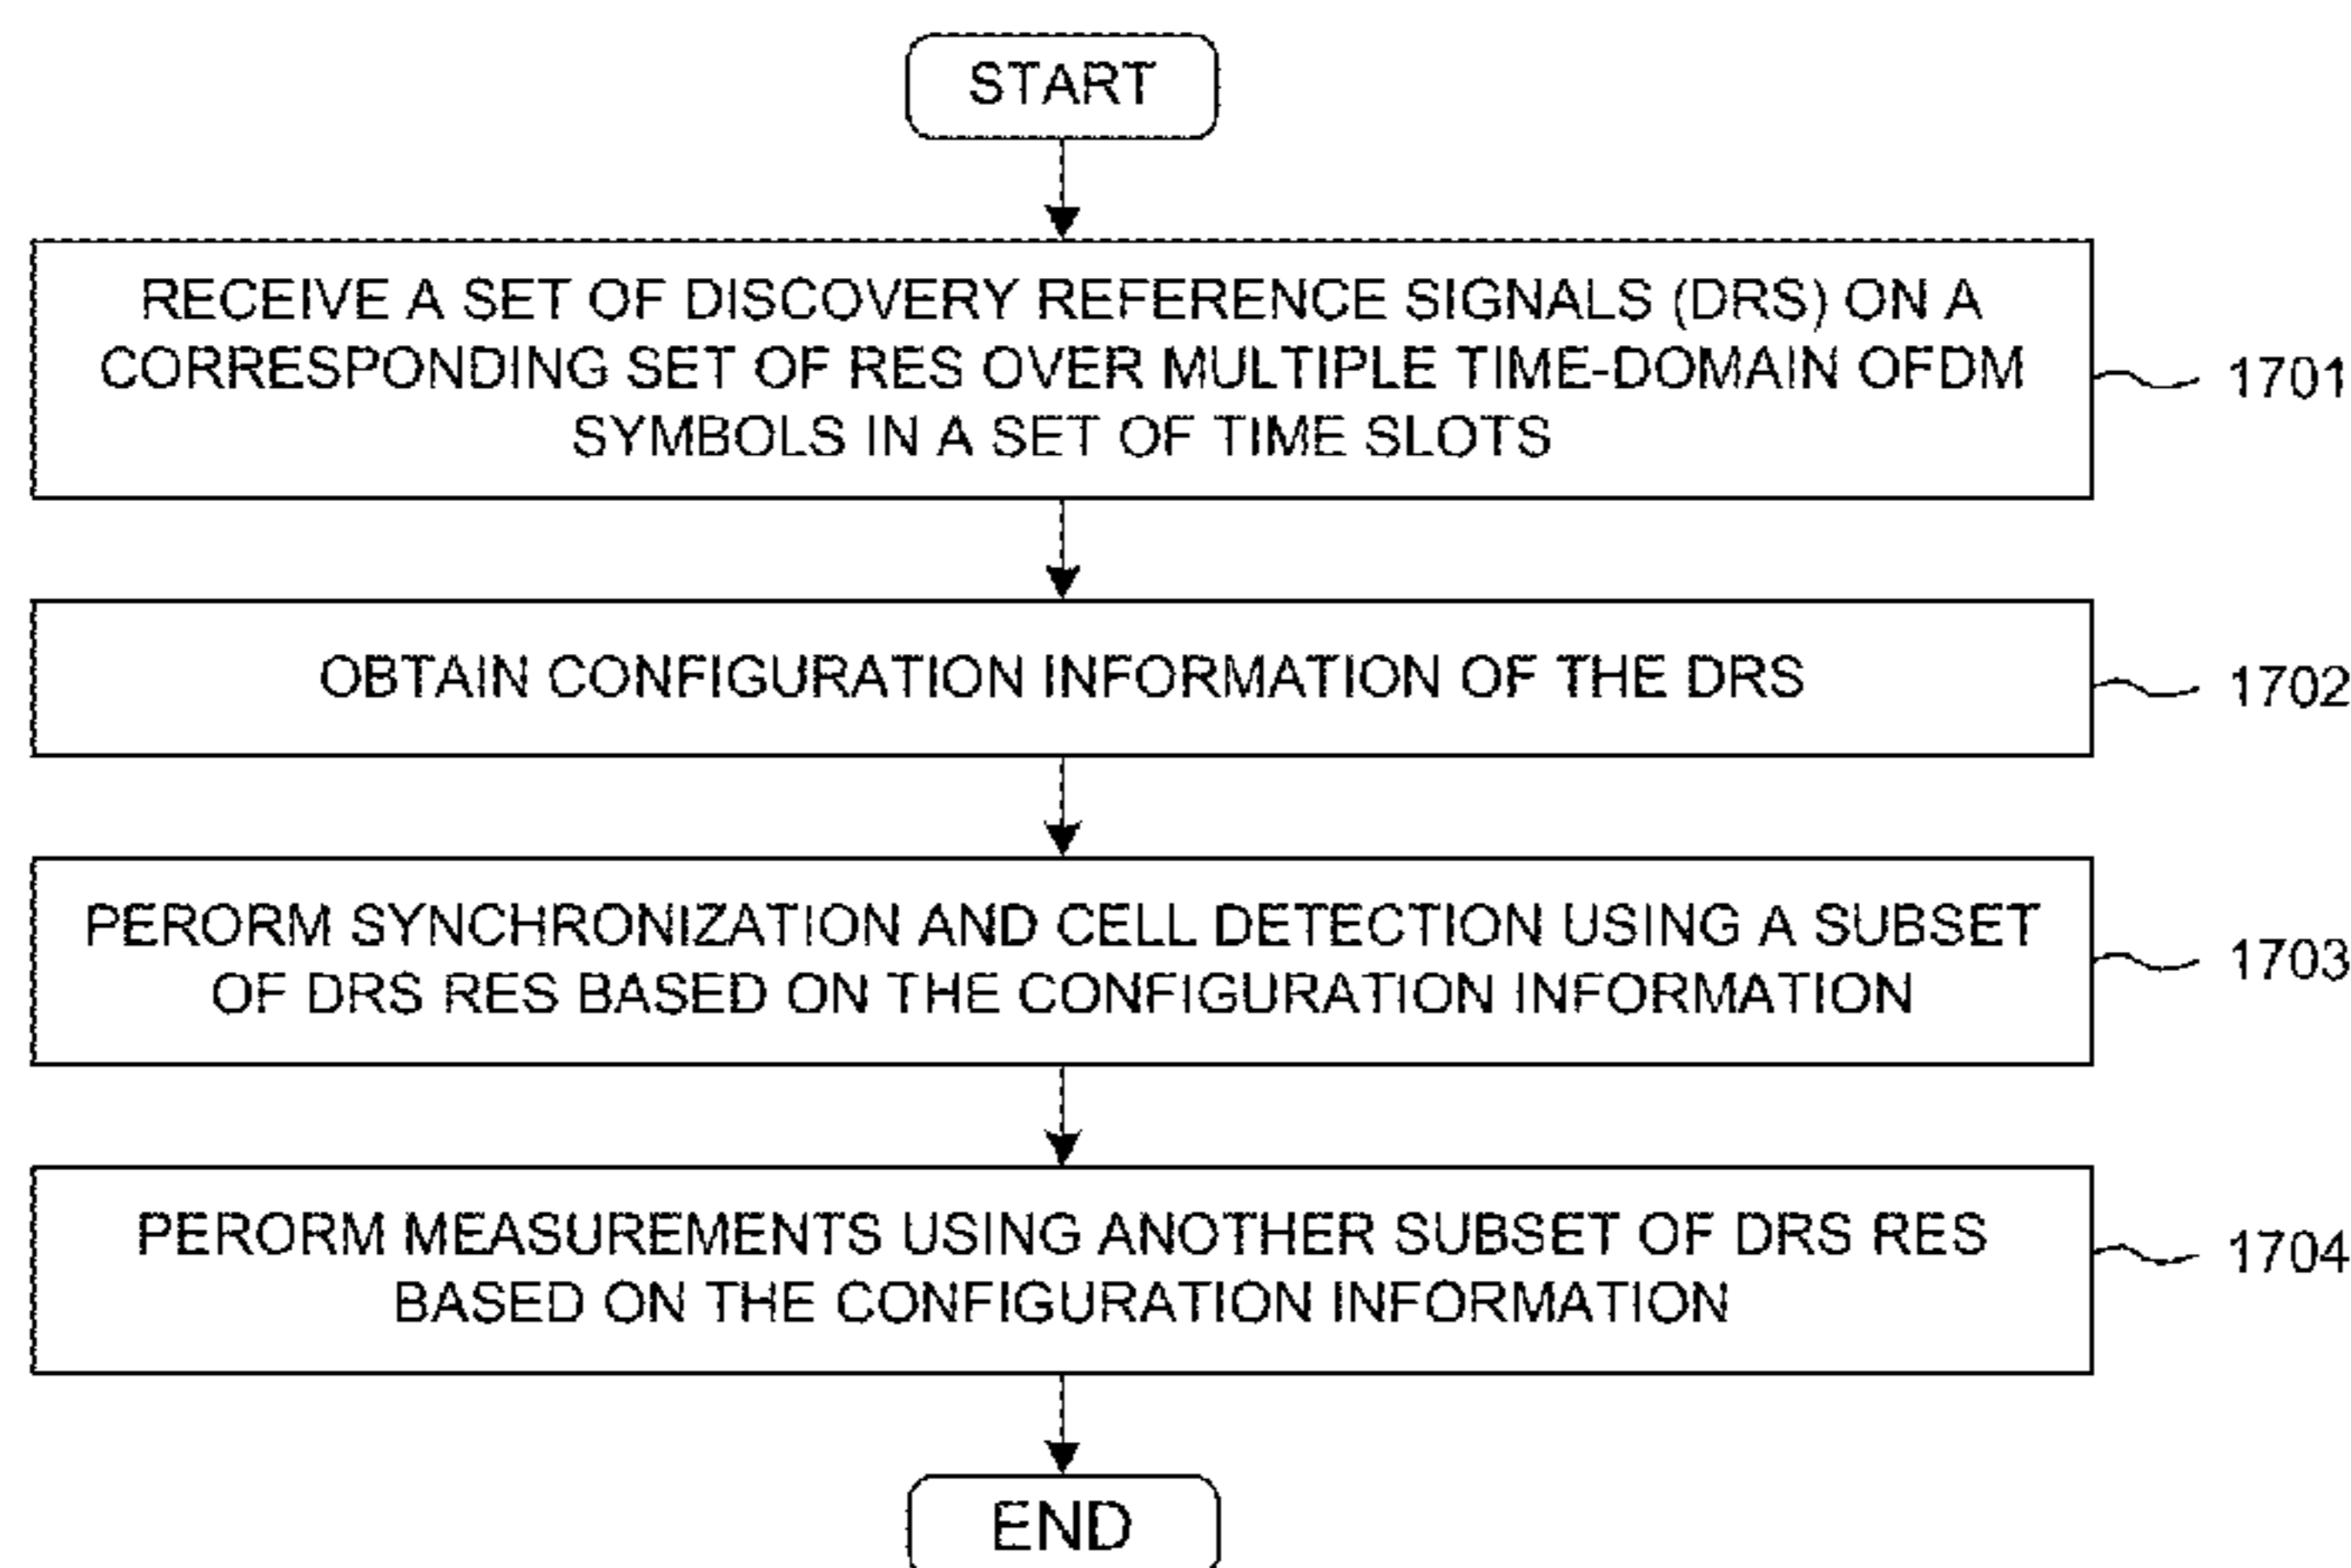 START
RECEIVE A SET OF DISCOVERY REFERENCE SIGNALS (DRS) ON A
CORRESPONDING SET OF RES OVER MULTIPLE TIME-DOMAIN OFDM
SYMBOLS IN A SET OF TIME SLOTS
1701
OBTAIN CONFIGURATION INFORMATION OF THE DRS
1702
PERORM SYNCHRONIZATION AND CELL DETECTION USING A SUBSET
OF DRS RES BASED ON THE CONFIGURATION INFORMATION
1703
PERORM MEASUREMENTS USING ANOTHER SUBSET OF DRS RES
BASED ON THE CONFIGURATION INFORMATION
1704
END